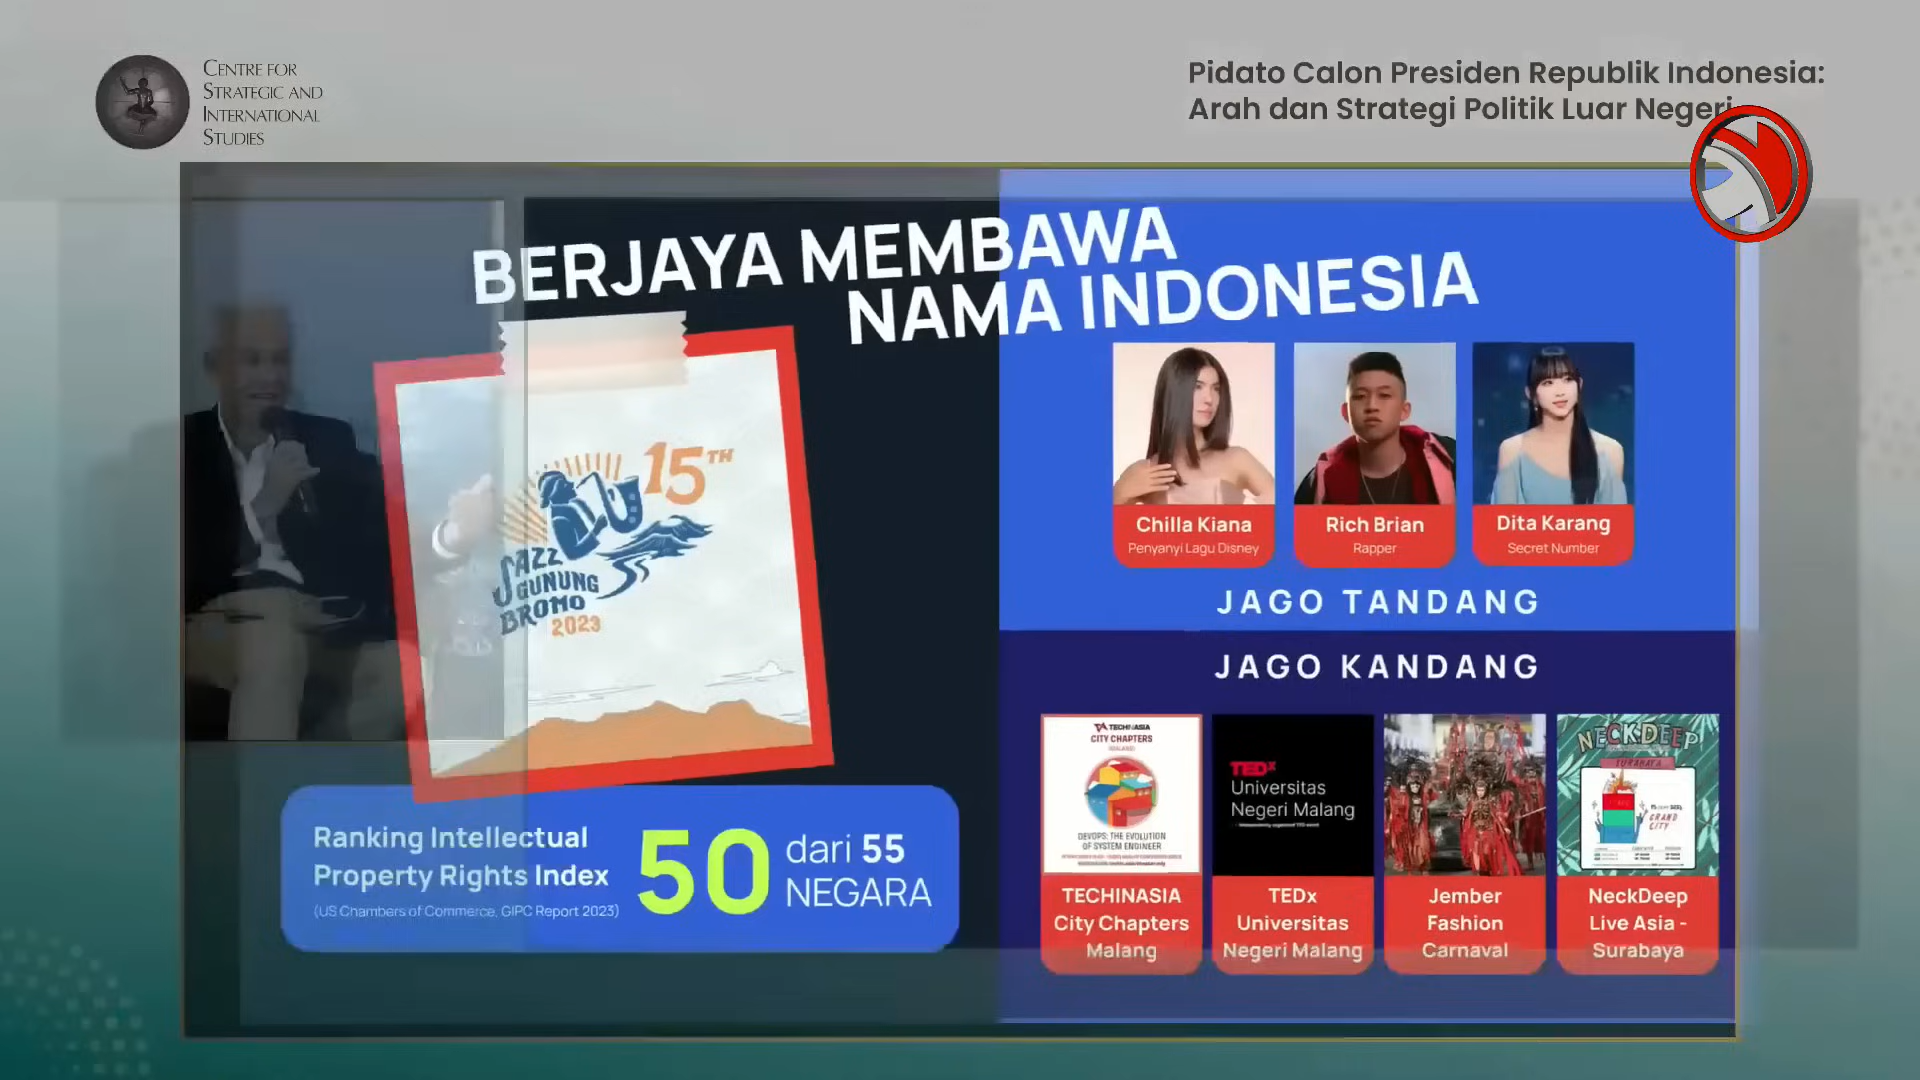 CENTRE FOR
STRATEGIC AND
INTERNATIONAL
STUDIES
Pidato Calon Presiden Republik Indonesia:
Arah dan Strategi Politik Luar Negeri
BERJAYA MEMBAWA
NAMA INDONESIA
15TH
JAZZ
GUNUNG
BROMO
2023
Ranking Intellectual
Property Rights Index
(US Chambers of Commerce, GIPC Report 2023)
50
dari 55
NEGARA
Chilla Kiana
Penyanyi Lagu Disney
Rich Brian
Rapper
Dita Karang
Secret Number
JAGO TANDANG
JAGO KANDANG
TECHINASIA
CITY CHAPTERS
DEVOPS: THE EVOLUTION
OF SYSTEM ENGINEER
TECHINASIA
City Chapters
Malang
TEDx
Universitas
Negeri Malang
TEDx
Universitas
Negeri Malang
Jember
Fashion
Carnaval
NECKDEEP
SURABAYA
GRAND
CITY
NeckDeep
Live Asia -
Surabaya